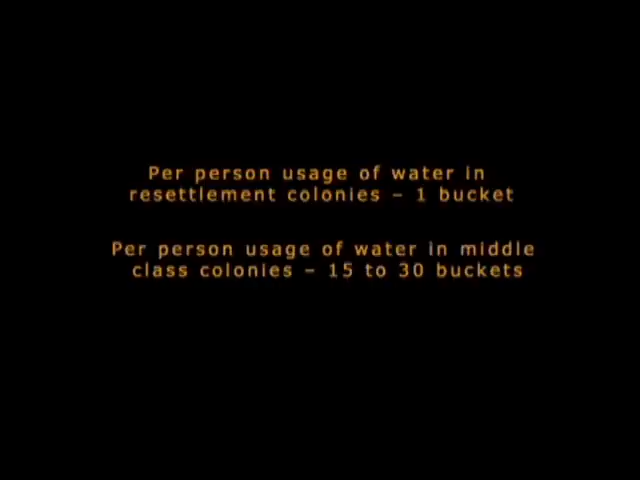 Per person usage of water in
resettlement colonies – 1 bucket
Per person usage of water in middle
class colonies – 15 to 30 buckets